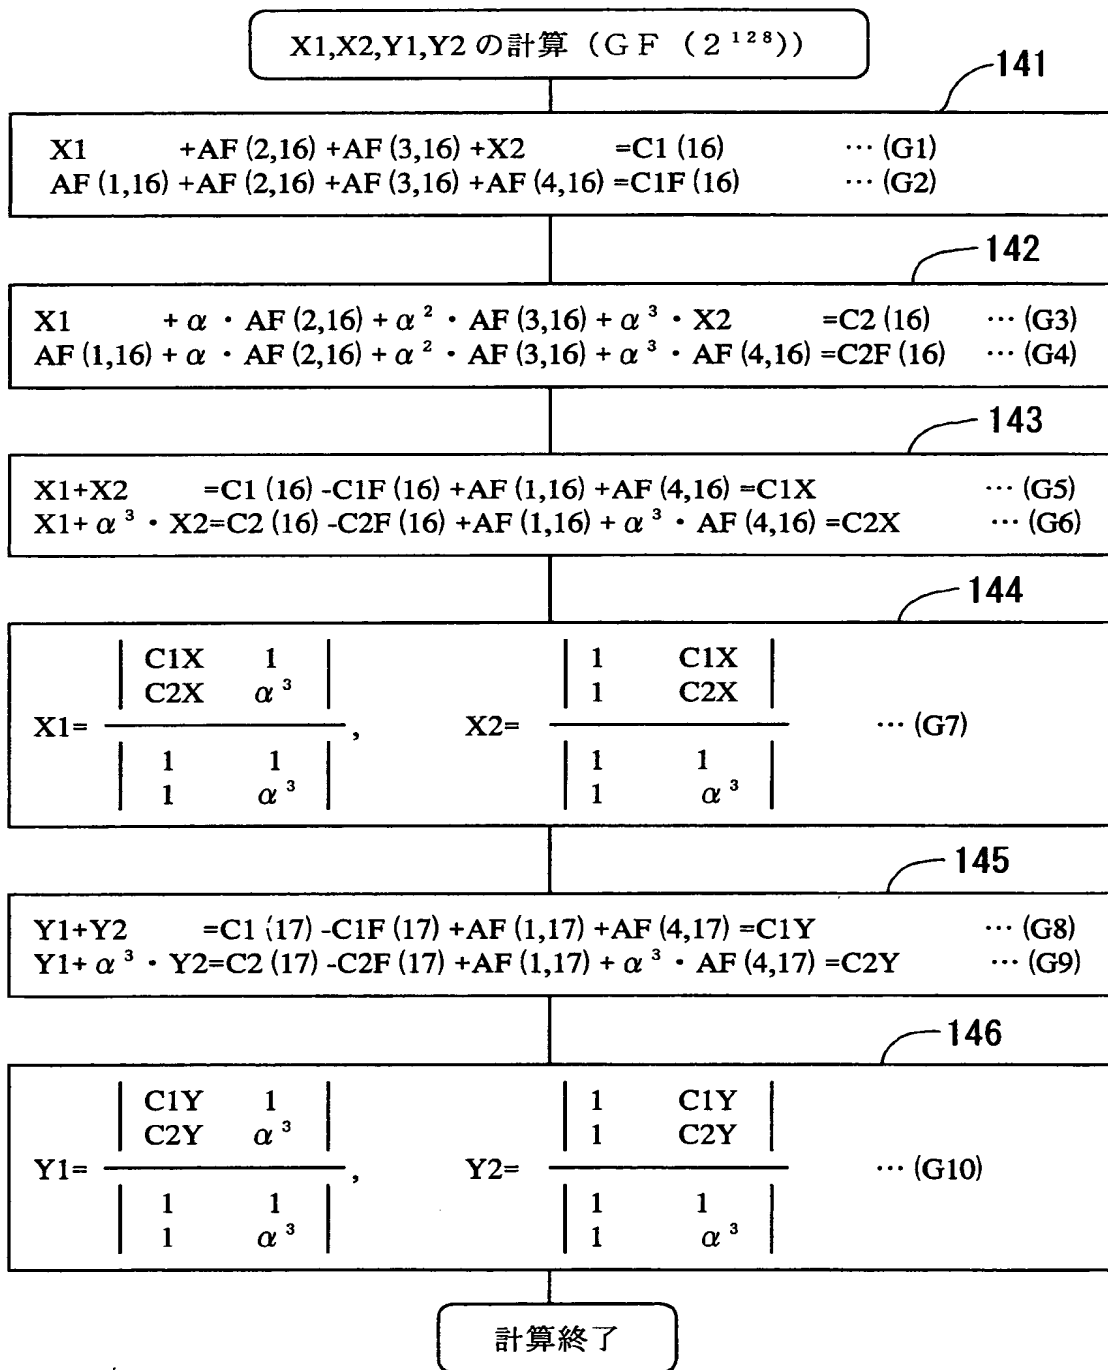 X1,X2,Y1,Y2 の計算 (GF (2¹²⁸))
141
X1 +AF (2,16) +AF (3,16) +X2 =C1 (16) … (G1)
AF (1,16) +AF (2,16) +AF (3,16) +AF (4,16) =C1F (16) … (G2)
142
X1 + α ・ AF (2,16) + α² ・ AF (3,16) + α³ ・ X2 =C2 (16) … (G3)
AF (1,16) + α ・ AF (2,16) + α² ・ AF (3,16) + α³ ・ AF (4,16) =C2F (16) … (G4)
143
X1+X2 =C1 (16) -C1F (16) +AF (1,16) +AF (4,16) =C1X … (G5)
X1+ α³ ・ X2=C2 (16) -C2F (16) +AF (1,16) + α³ ・ AF (4,16) =C2X … (G6)
144
C1X 1 1 C1X
C2X α³ 1 C2X
X1= , X2= … (G7)
1 1 1 1
1 α³ 1 α³
145
Y1+Y2 =C1 (17) -C1F (17) +AF (1,17) +AF (4,17) =C1Y … (G8)
Y1+ α³ ・ Y2=C2 (17) -C2F (17) +AF (1,17) + α³ ・ AF (4,17) =C2Y … (G9)
146
C1Y 1 1 C1Y
C2Y α³ 1 C2Y
Y1= , Y2= … (G10)
1 1 1 1
1 α³ 1 α³
計算終了